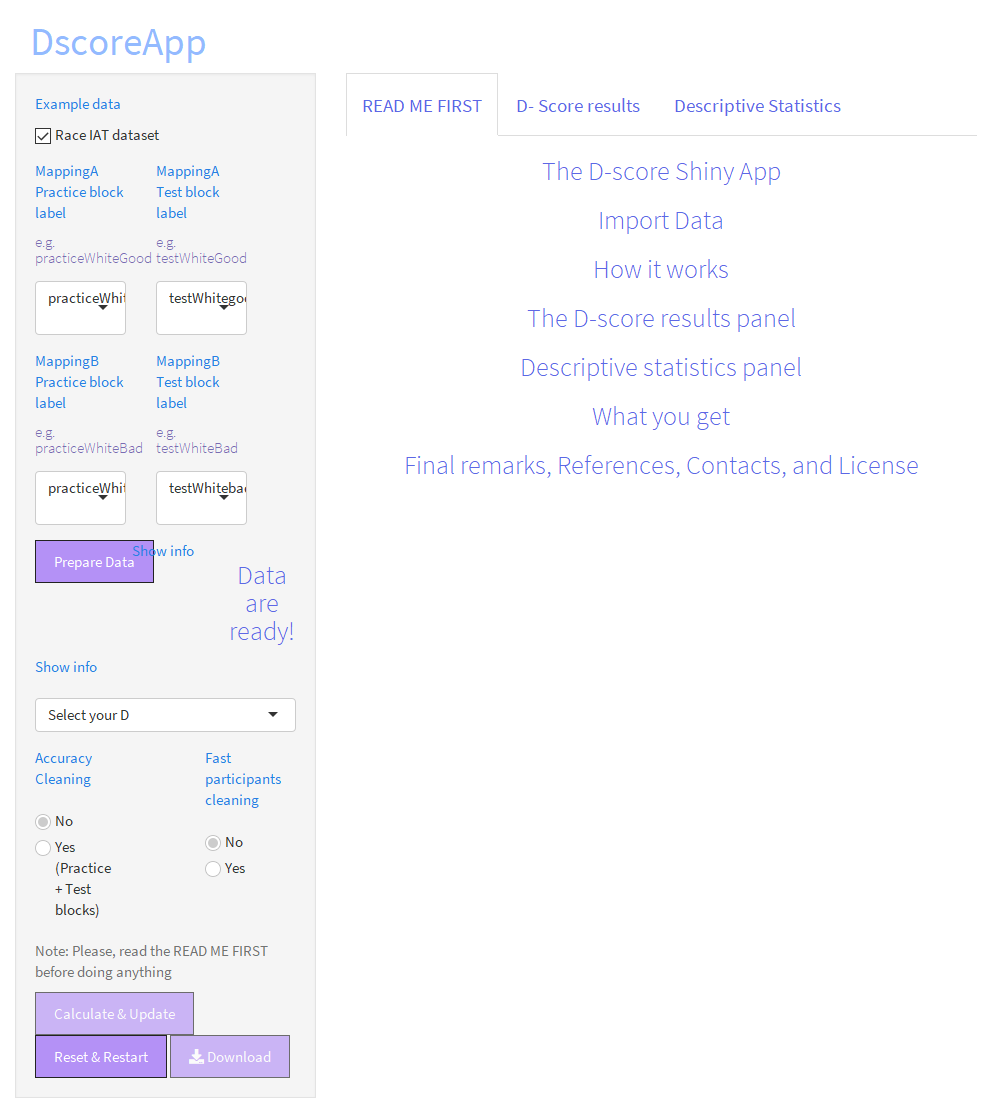 DscoreApp
Example data
Race IAT dataset
MappingA
Practice block
label
MappingA
Test block
label
e.g.
practiceWhiteGood
e.g.
testWhiteGood
practiceWhit
testWhitegoo
MappingB
Practice block
label
MappingB
Test block
label
e.g.
practiceWhiteBad
e.g.
testWhiteBad
practiceWhit
testWhitebad
Prepare Data
Show info
Data
are
ready!
Show info
Select your D
Accuracy
Cleaning
No
Yes
(Practice
+ Test
blocks)
Fast
participants
cleaning
No
Yes
Note: Please, read the READ ME FIRST
before doing anything
Calculate & Update
Reset & Restart
Download
READ ME FIRST
D- Score results
Descriptive Statistics
The D-score Shiny App
Import Data
How it works
The D-score results panel
Descriptive statistics panel
What you get
Final remarks, References, Contacts, and License